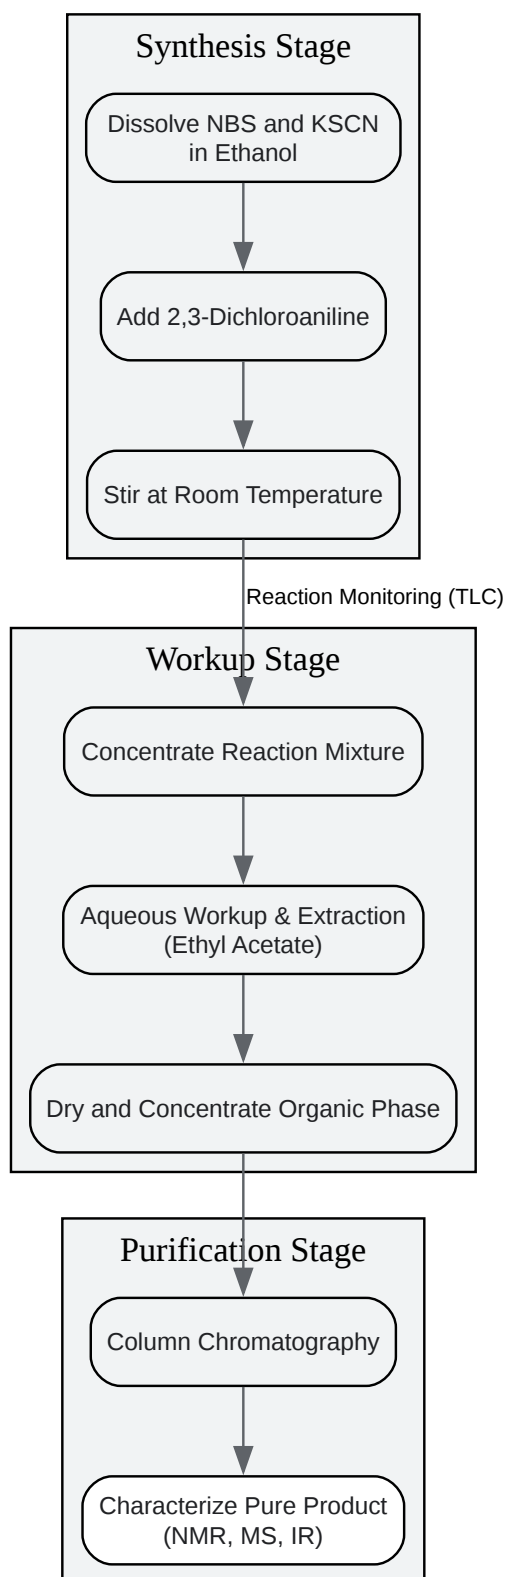 Synthesis Stage
Dissolve NBS and KSCN
in Ethanol
Add 2,3-Dichloroaniline
Stir at Room Temperature
Reaction Monitoring (TLC)
Workup Stage
Concentrate Reaction Mixture
Aqueous Workup & Extraction
(Ethyl Acetate)
Dry and Concentrate Organic Phase
Purification Stage
Column Chromatography
Characterize Pure Product
(NMR, MS, IR)